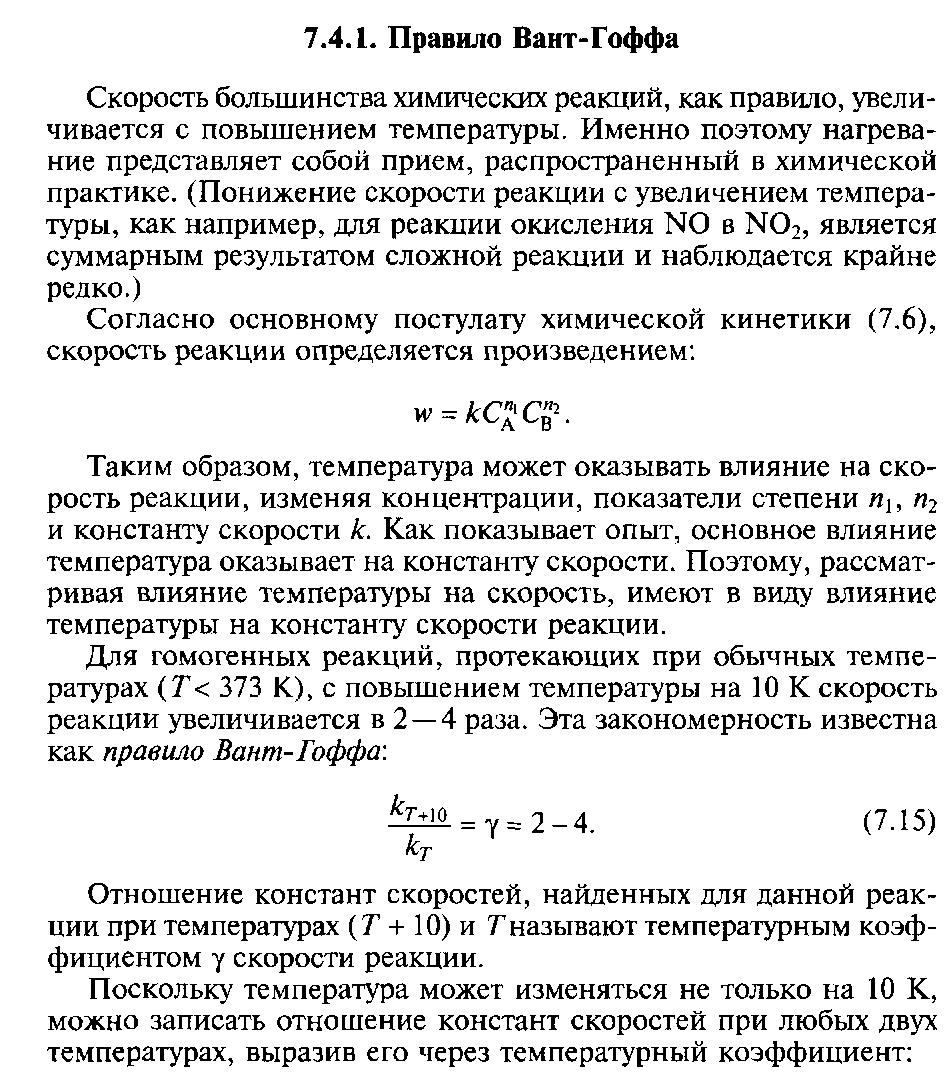 7.4.1. Правило Вант-Гоффа
Скорость большинства химических реакций, как правило, увели-
чивается с повышением температуры. Именно поэтому нагрева-
ние представляет собой прием, распространенный в химической
практике. (Понижение скорости реакции с увеличением темпера-
туры, как например, для реакции окисления NO в NO₂, является
суммарным результатом сложной реакции и наблюдается крайне
редко.)
Согласно основному постулату химической кинетики (7.6),
скорость реакции определяется произведением:
w = kC_A^{n₁} C_B^{n₂}.
Таким образом, температура может оказывать влияние на ско-
рость реакции, изменяя концентрации, показатели степени n₁, n₂
и константу скорости k. Как показывает опыт, основное влияние
температура оказывает на константу скорости. Поэтому, рассмат-
ривая влияние температуры на скорость, имеют в виду влияние
температуры на константу скорости реакции.
Для гомогенных реакций, протекающих при обычных темпе-
ратурах (T < 373 К), с повышением температуры на 10 К скорость
реакции увеличивается в 2—4 раза. Эта закономерность известна
как правило Вант-Гоффа:
k_{T+10}/k_T = γ = 2 – 4. (7.15)
Отношение констант скоростей, найденных для данной реак-
ции при температурах (T + 10) и T называют температурным коэф-
фициентом γ скорости реакции.
Поскольку температура может изменяться не только на 10 К,
можно записать отношение констант скоростей при любых двух
температурах, выразив его через температурный коэффициент: